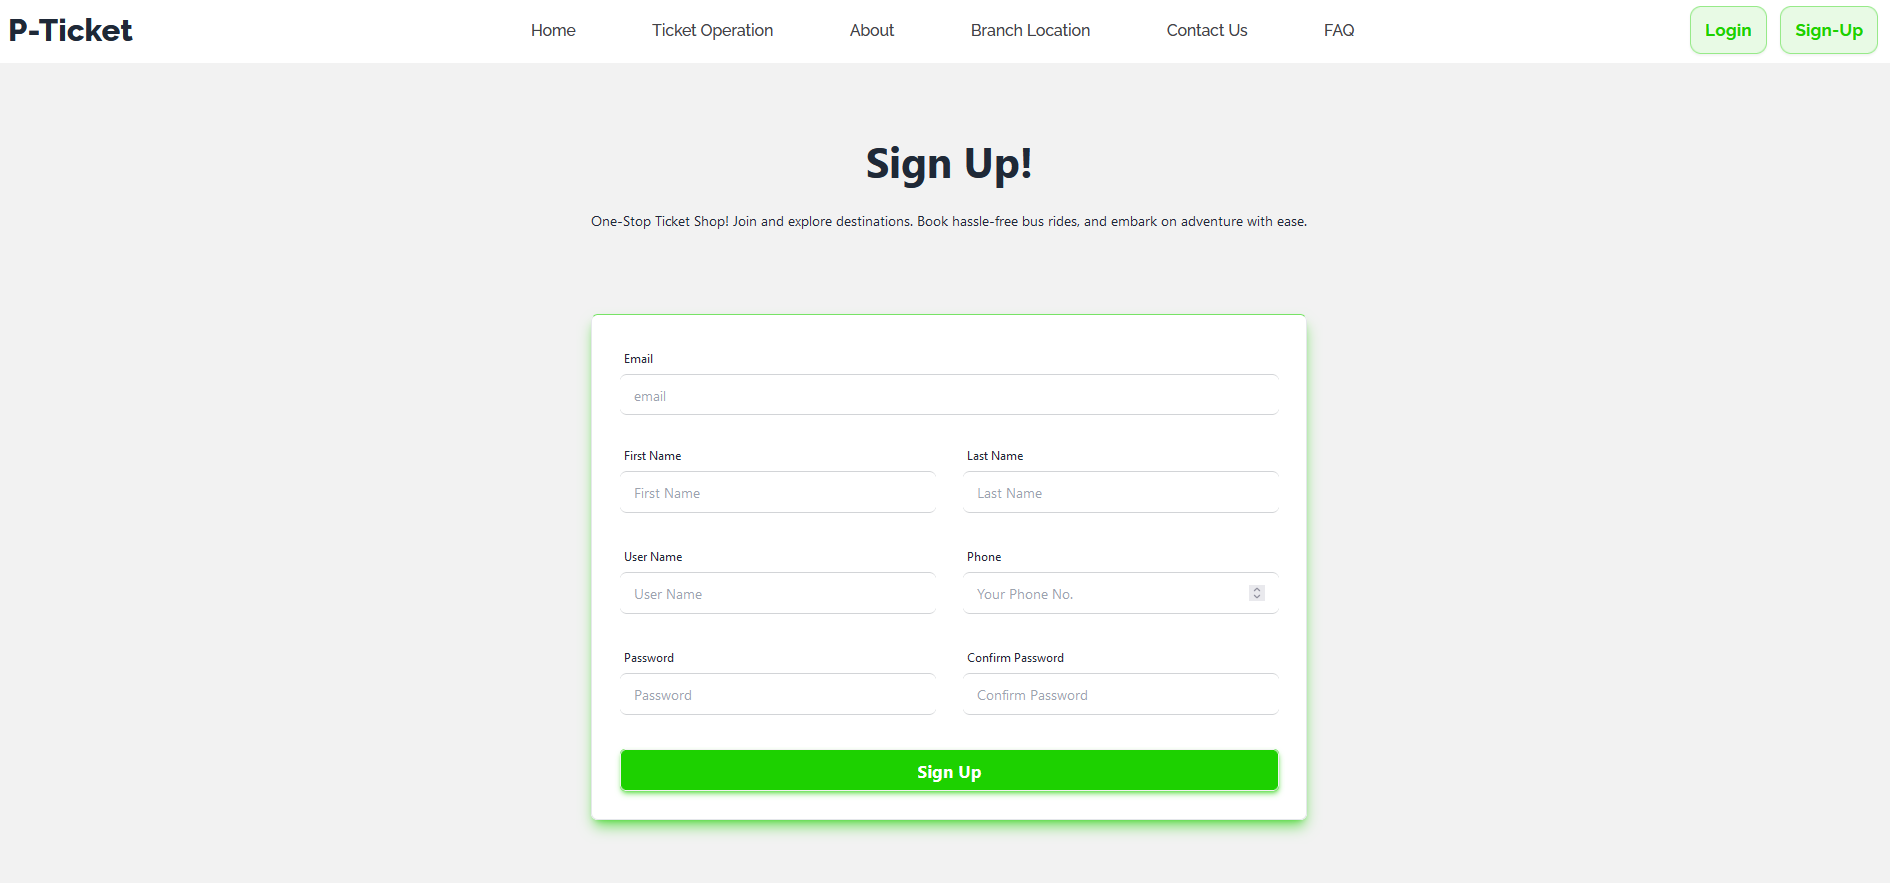 P-Ticket Home Ticket Operation About Branch Location Contact Us FAQ Login Sign-Up
Sign Up!
One-Stop Ticket Shop! Join and explore destinations. Book hassle-free bus rides, and embark on adventure with ease.
Email
email
First Name Last Name
First Name Last Name
User Name Phone
User Name Your Phone No.
Password Confirm Password
Password Confirm Password
Sign Up